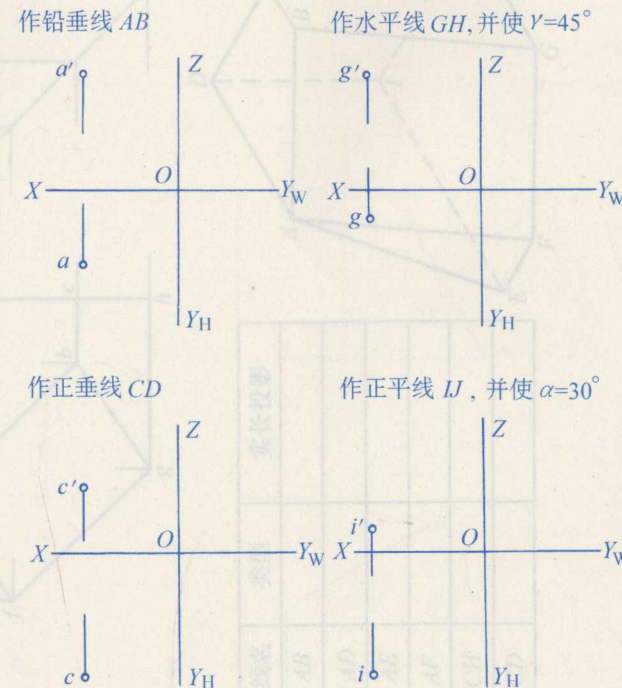 作铅垂线 AB
a′
Z
X
O
Y_W
a
Y_H
作水平线 GH, 并使 γ=45°
g′
Z
X
O
Y_W
g
Y_H
作正垂线 CD
Z
c′
X
O
Y_W
c
Y_H
作正平线 IJ , 并使 α=30°
Z
i′
X
O
Y_W
i
Y_H